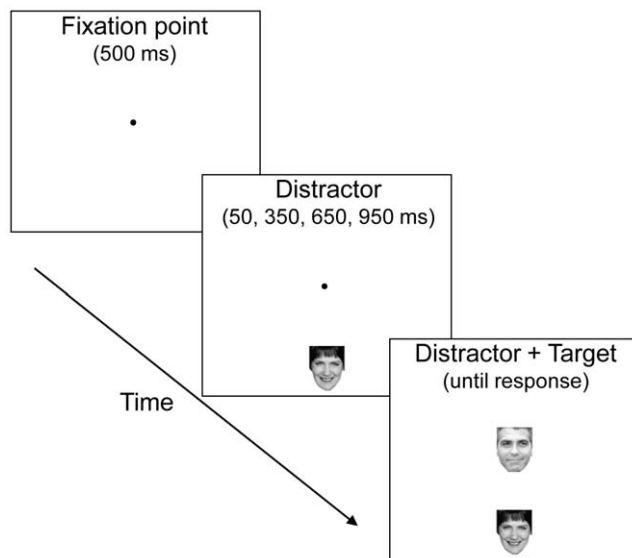 Fixation point
(500 ms)
Distractor
(50, 350, 650, 950 ms)
Distractor + Target
(until response)
Time